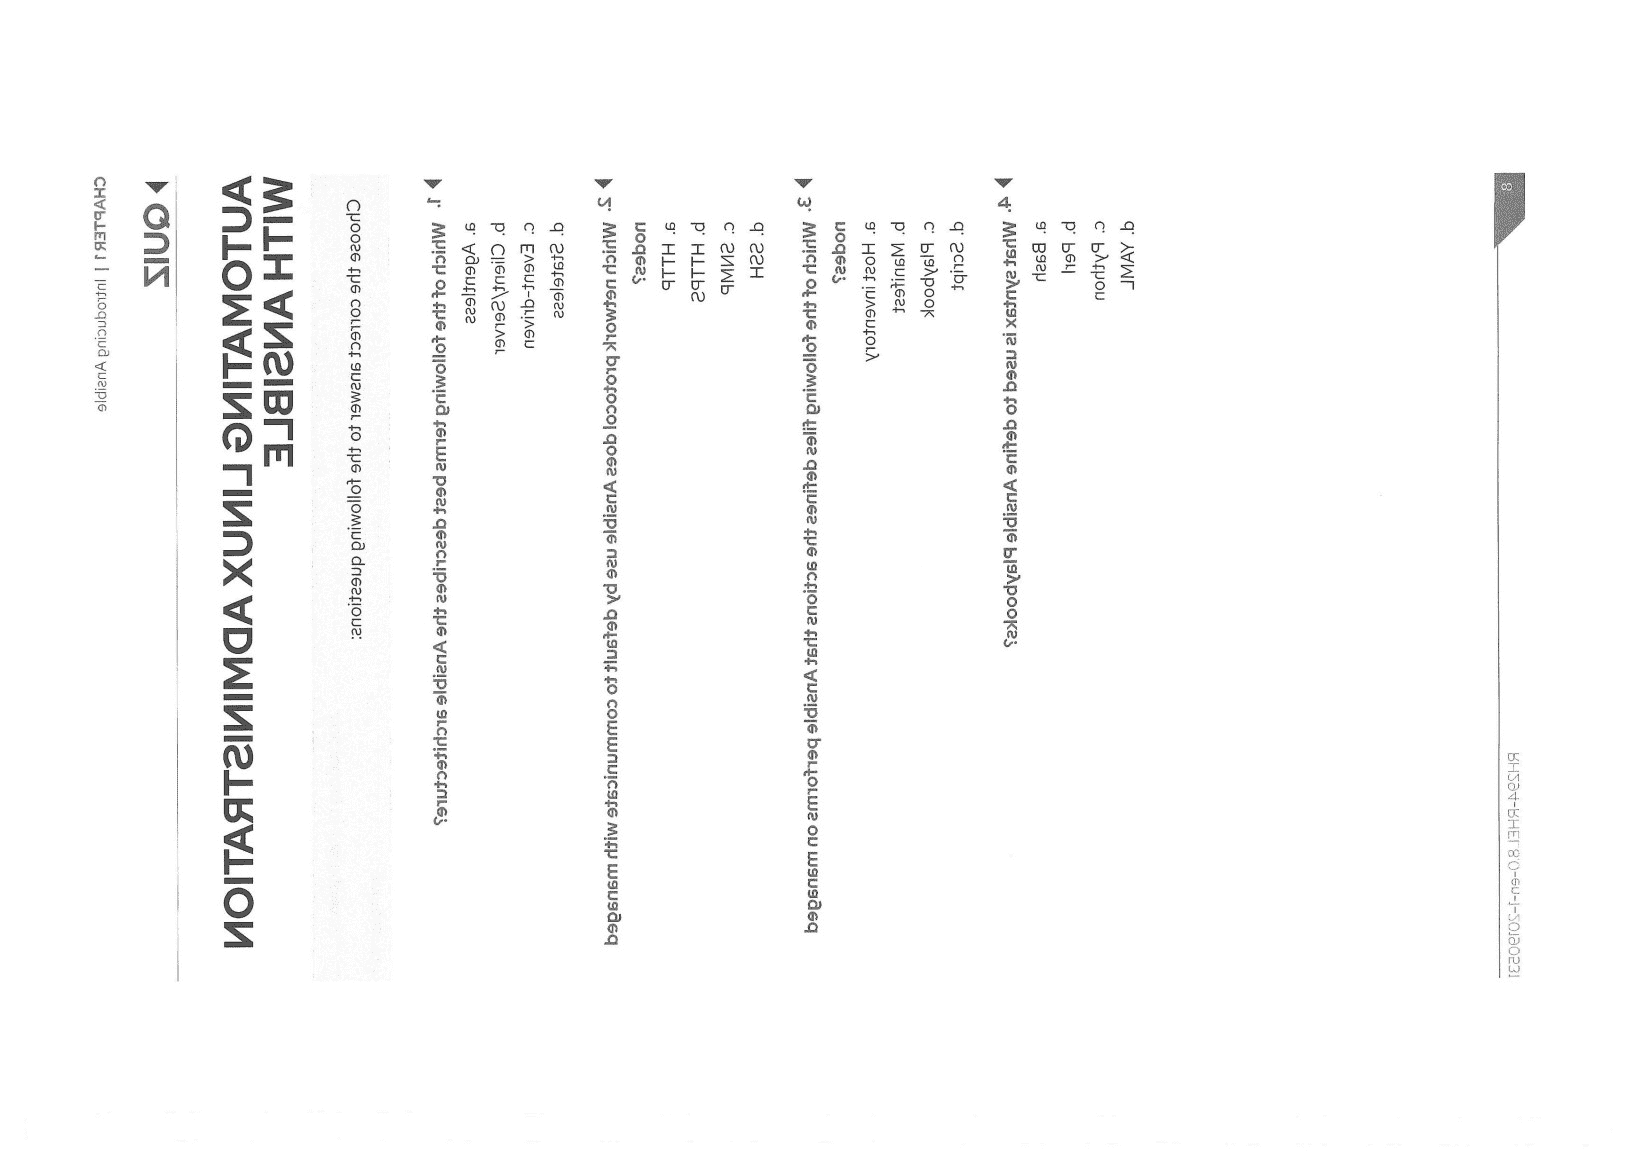 CHAPTER 1 | Introducing Ansible
QUIZ
AUTOMATING LINUX ADMINISTRATION
WITH ANSIBLE
Choose the correct answer to the following questions:
1. Which of the following terms best describes the Ansible architecture?
a. Agentless
b. Client/Server
c. Event-driven
d. Stateless
2. Which network protocol does Ansible use by default to communicate with managed
nodes?
a. HTTP
b. HTTPS
c. SNMP
d. SSH
3. Which of the following files defines the actions that Ansible performs on managed
nodes?
a. Host inventory
b. Manifest
c. Playbook
d. Script
4. What syntax is used to define Ansible Playbooks?
a. Bash
b. Perl
c. Python
d. YAML
8
RH294-RHEL8.0-en-1-20190531